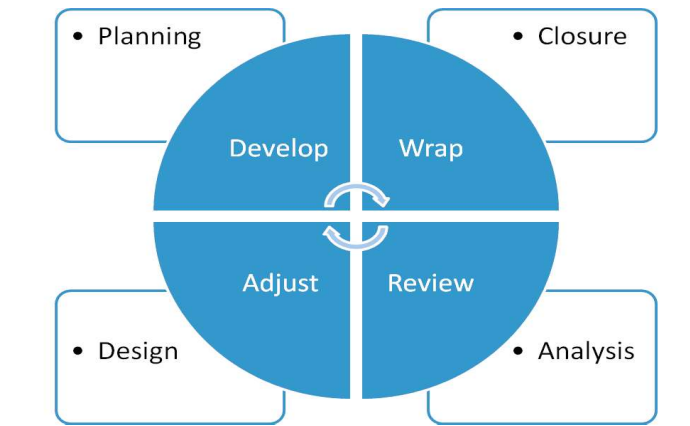 • Planning
• Closure
Develop
Wrap
Adjust
Review
• Design
• Analysis